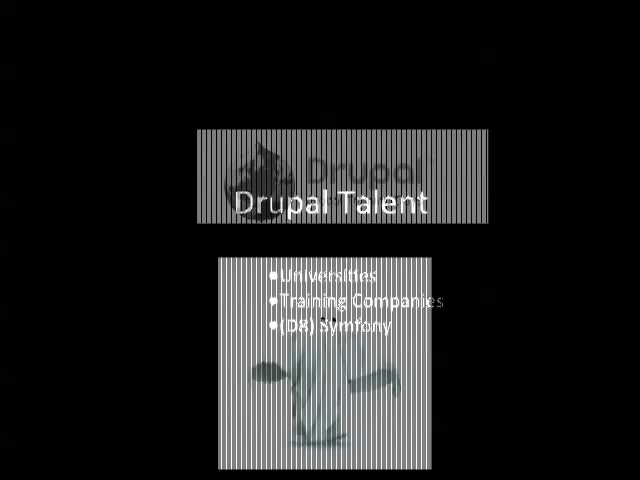 Drupal
Drupal Talent
•Universities
•Training Companies
•(D8) Symfony